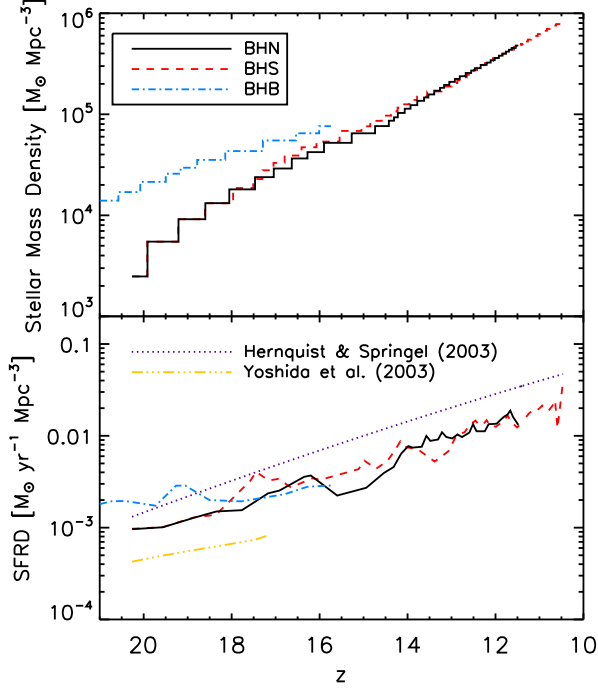 Stellar Mass Density [M⊙ Mpc⁻³]
10⁶
10⁵
10⁴
10³
BHN
BHS
BHB
SFRD [M⊙ yr⁻¹ Mpc⁻³]
0.1
0.01
10⁻³
10⁻⁴
Hernquist & Springel (2003)
Yoshida et al. (2003)
20 18 16 14 12 10
z